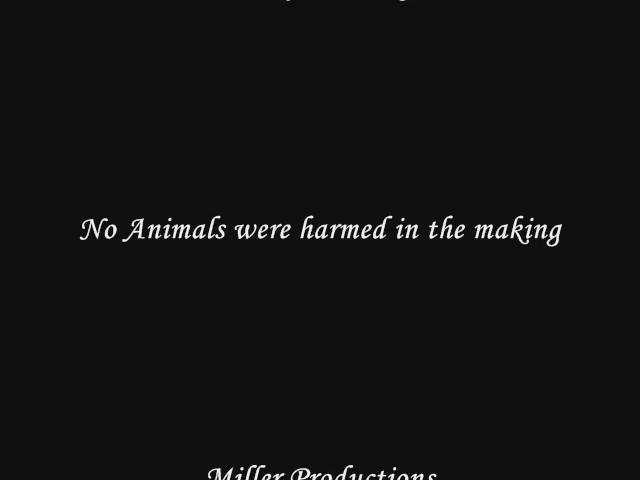 No Animals were harmed in the making
Miller Productions